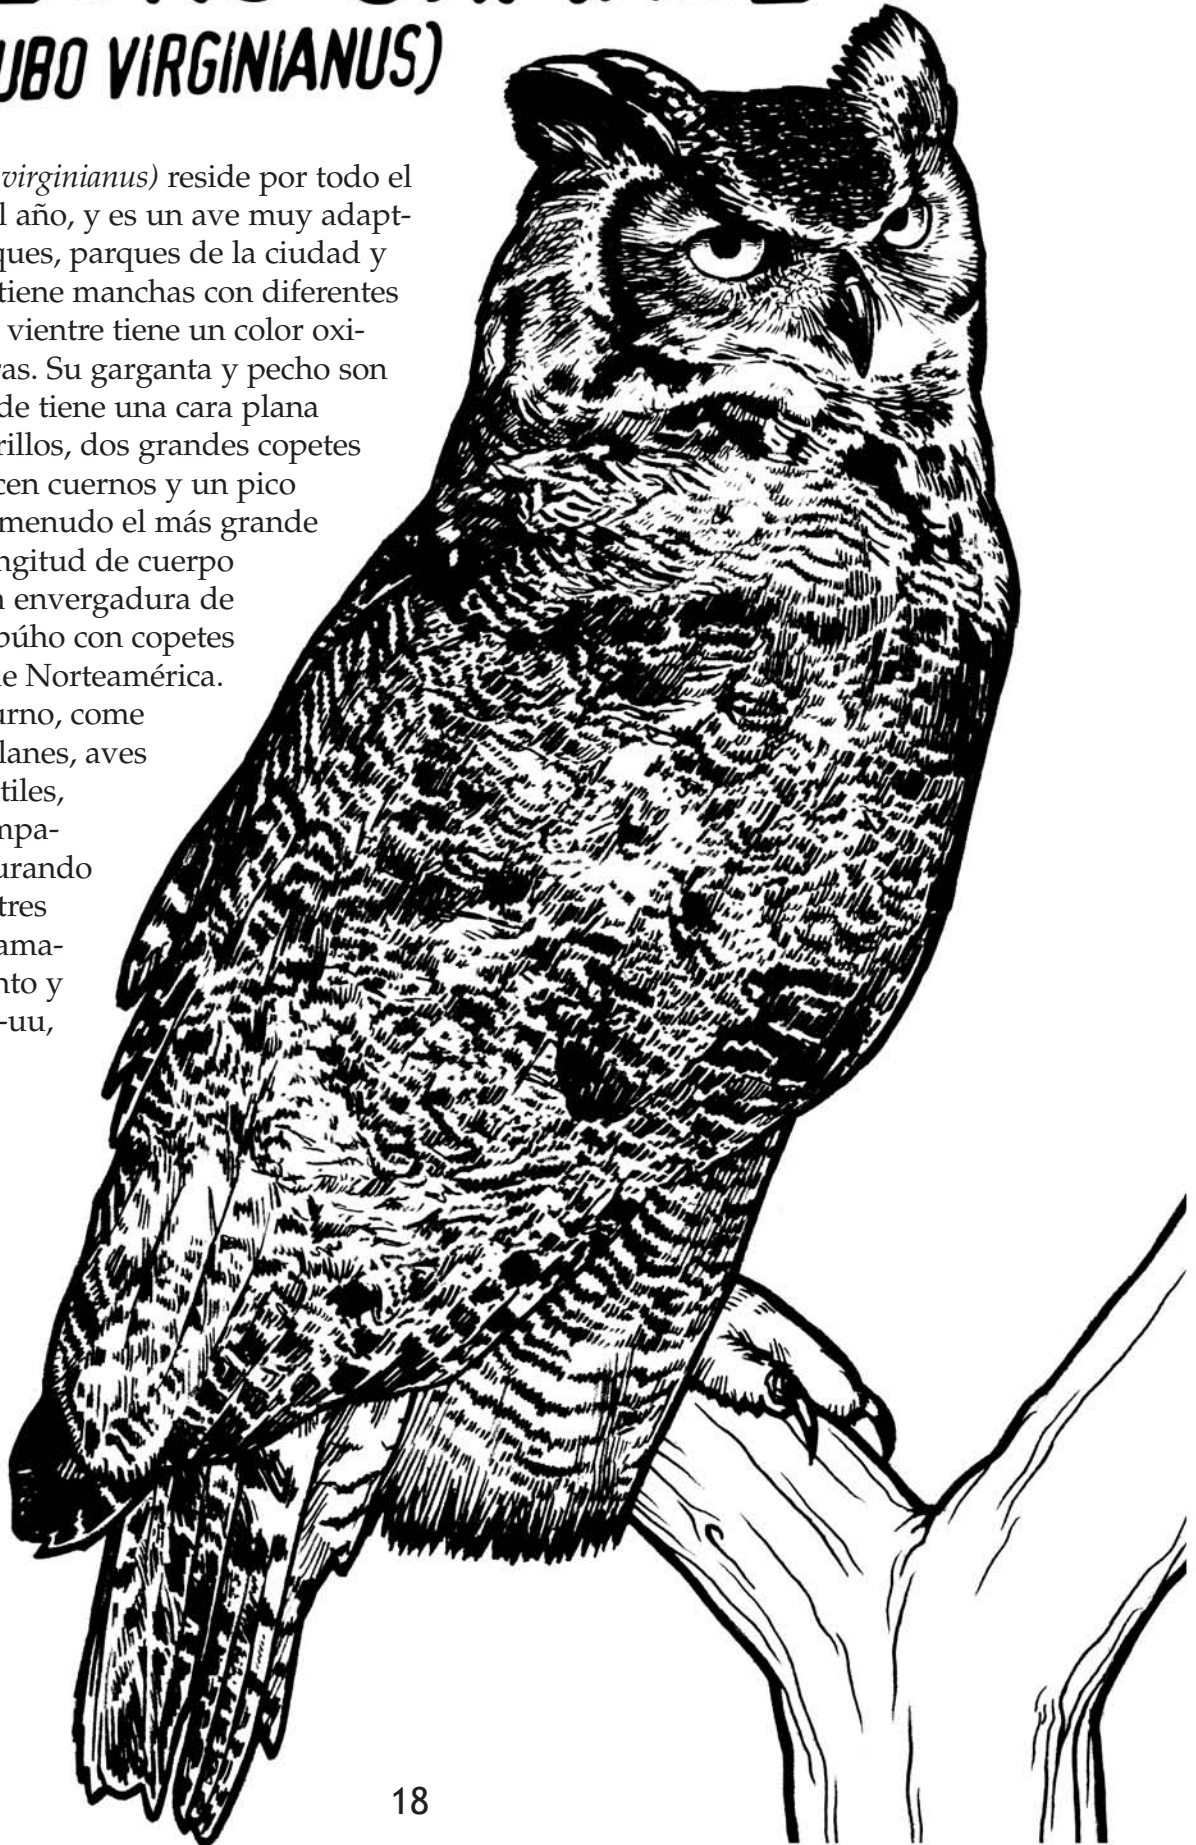 UBO VIRGINIANUS)
virginianus) reside por todo el
l año, y es un ave muy adapt-
ques, parques de la ciudad y
tiene manchas con diferentes
vientre tiene un color oxi-
ras. Su garganta y pecho son
de tiene una cara plana
rillos, dos grandes copetes
cen cuernos y un pico
menudo el más grande
ngitud de cuerpo
n envergadura de
búho con copetes
de Norteamérica.
urno, come
lanes, aves
tiles,
mpa-
urando
tres
ama-
nto y
-uu,
18